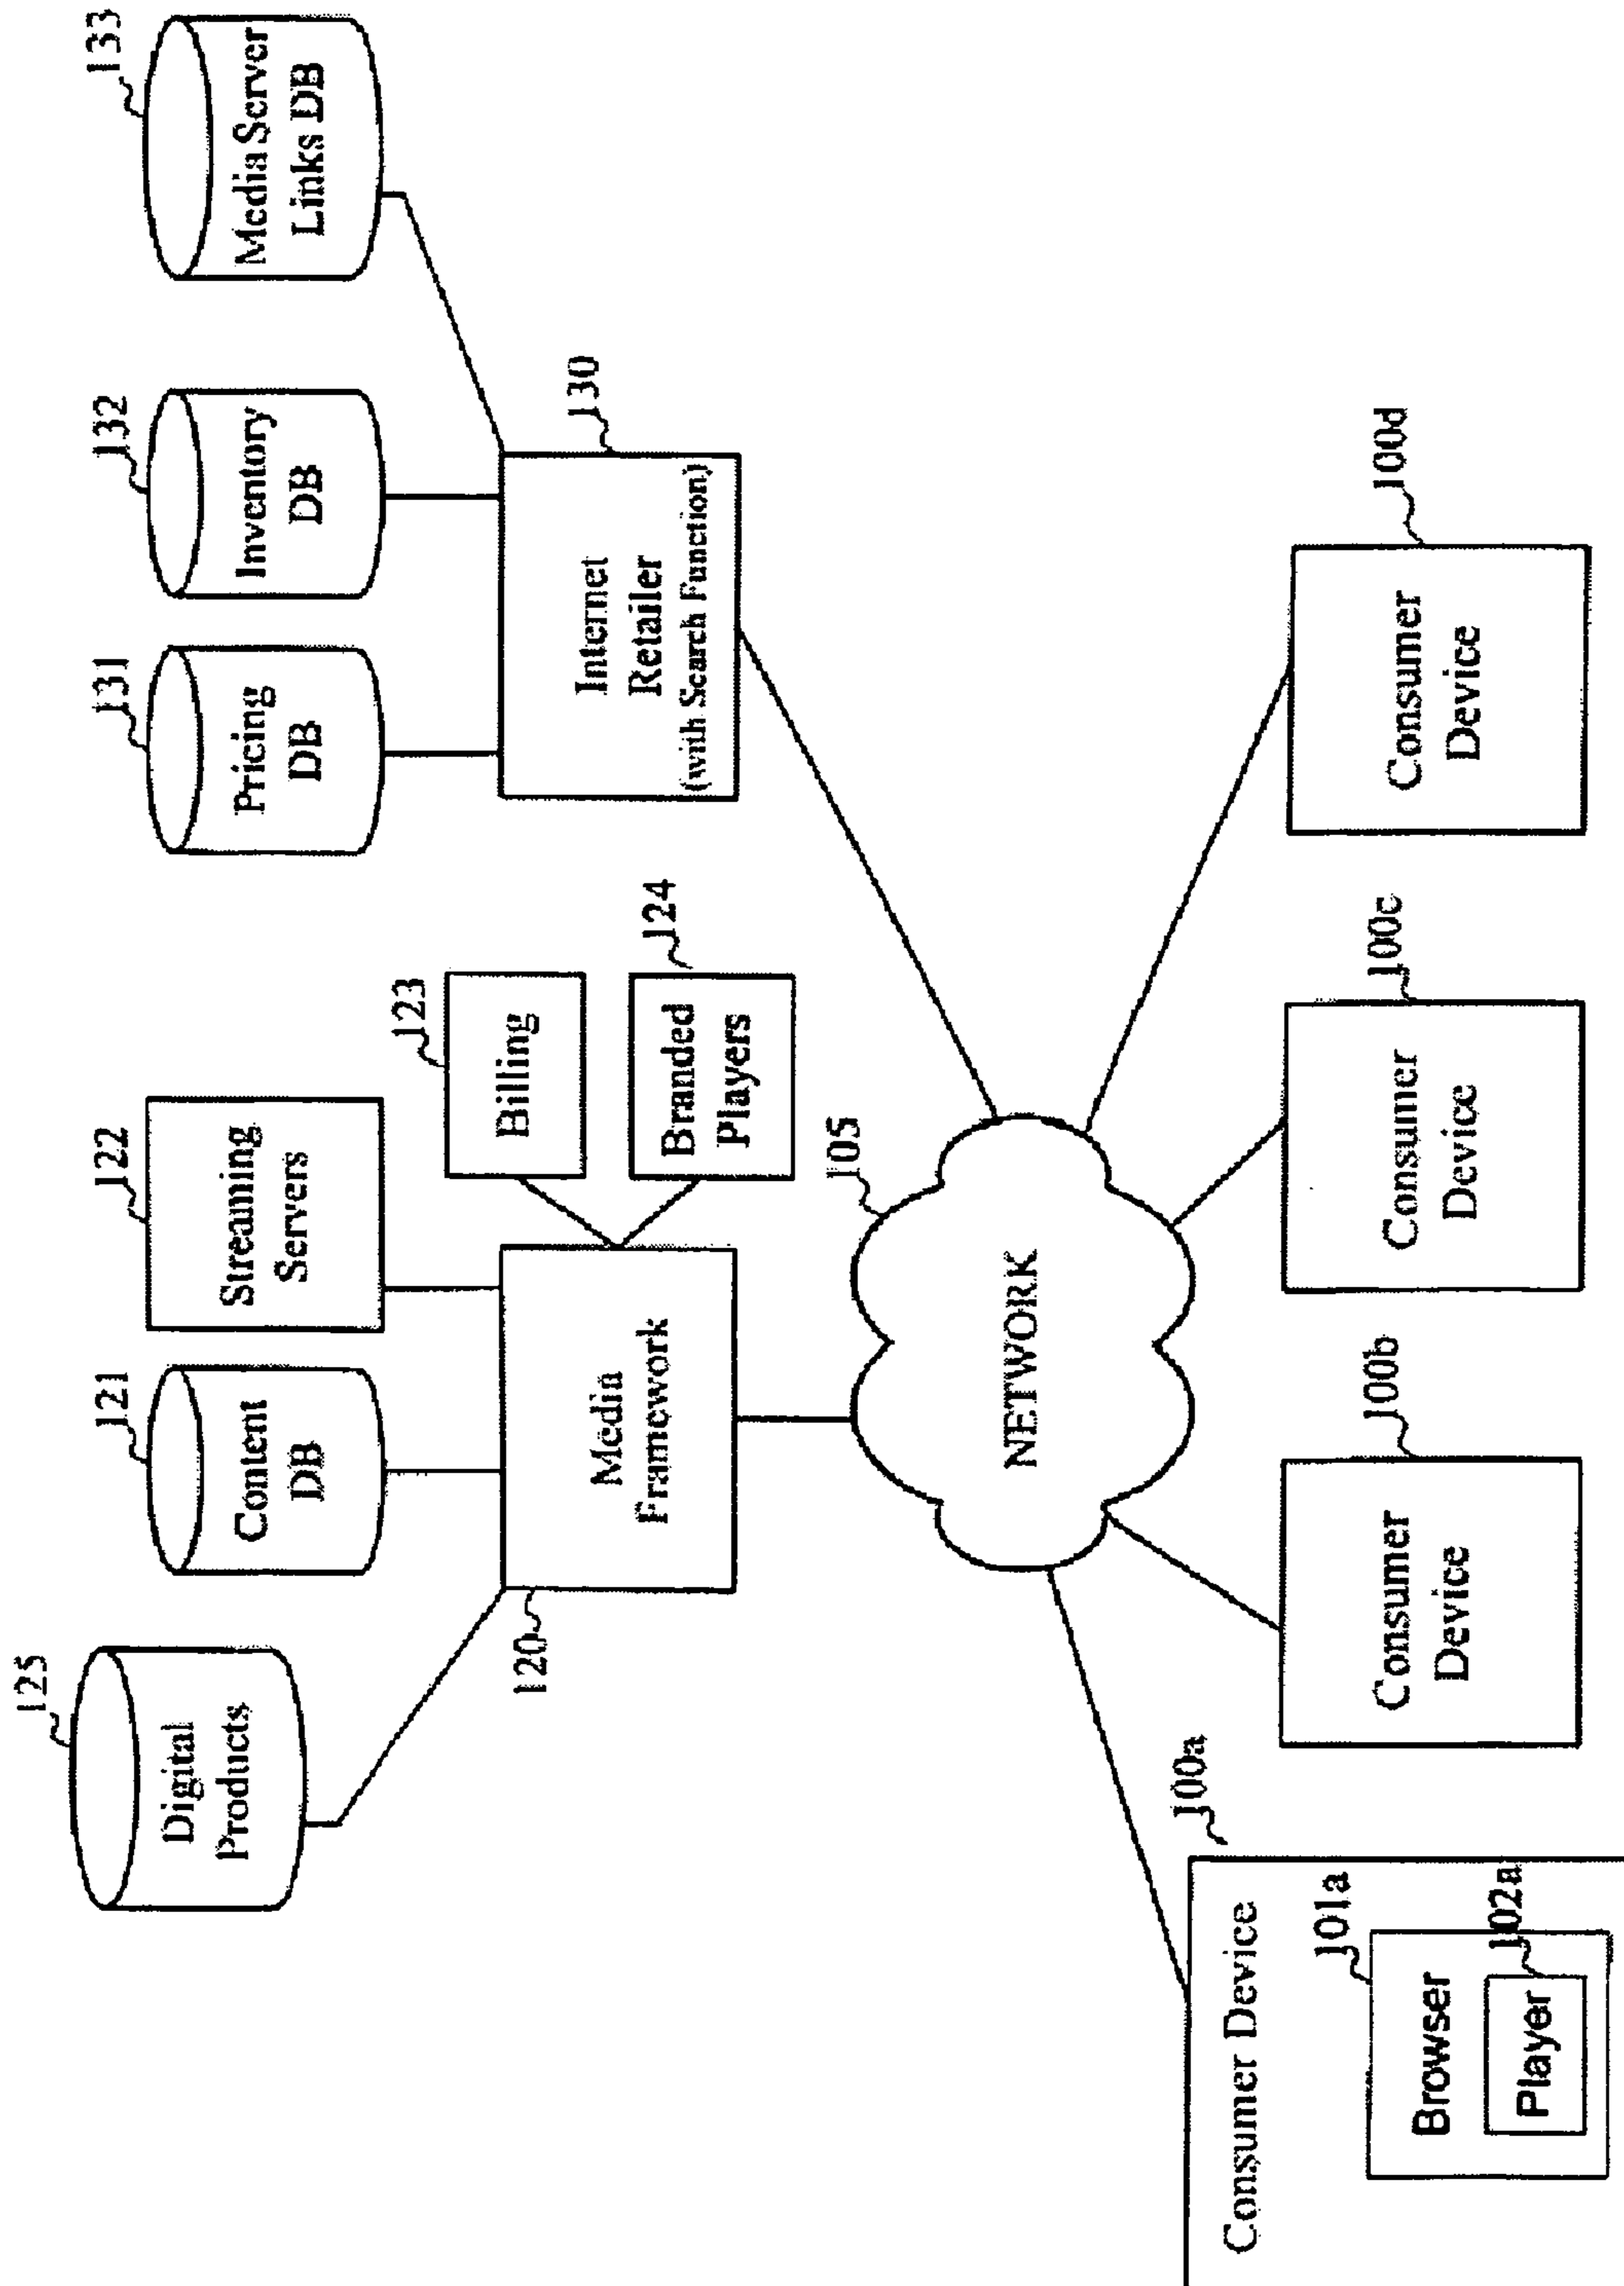 125
Digital
Products
121
Content
DB
122
Streaming
Servers
131
Pricing
DB
132
Inventory
DB
133
Media Server
Links DB
123
Billing
124
Branded
Players
120
Media
Framework
130
Internet
Retailer
(with Search Function)
105
NETWORK
100a
Consumer Device
101a
Browser
102a
Player
100b
Consumer
Device
100c
Consumer
Device
100d
Consumer
Device